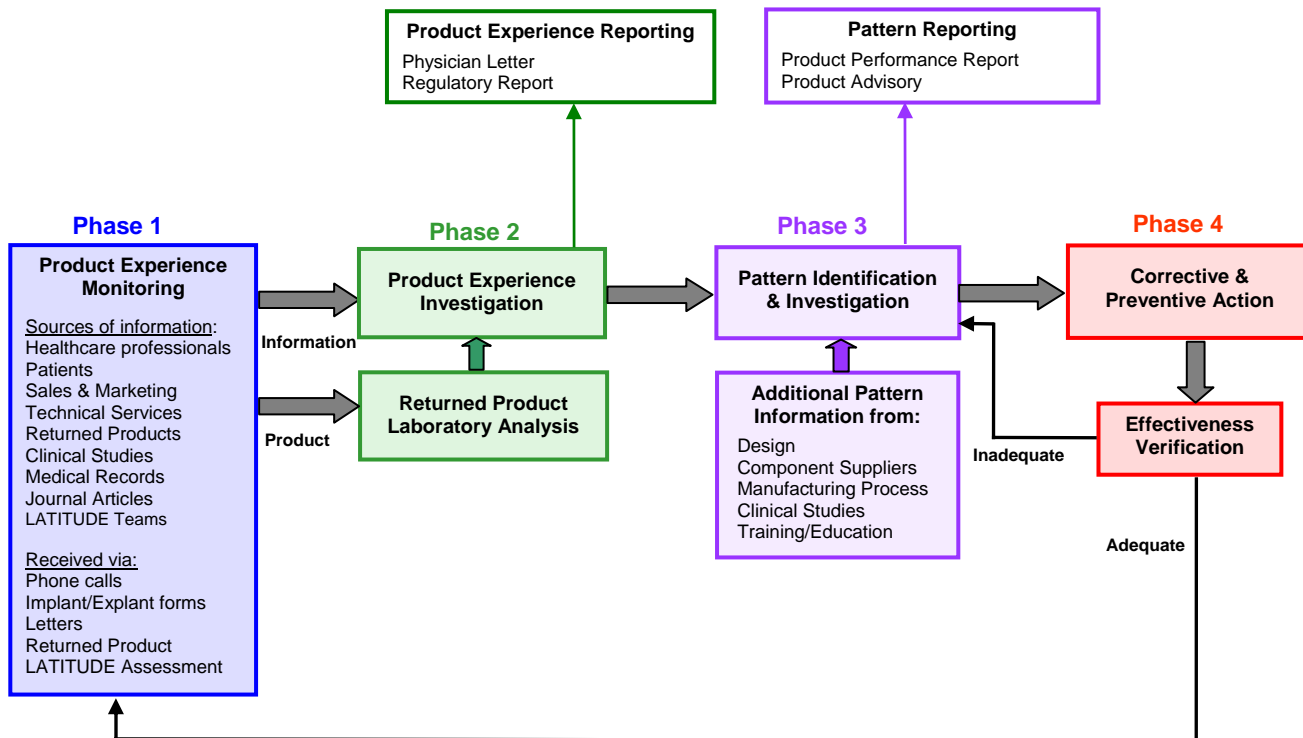 Product Experience Reporting
Physician Letter
Regulatory Report
Pattern Reporting
Product Performance Report
Product Advisory
Phase 1
Product Experience
Monitoring
Sources of information:
Healthcare professionals
Patients
Sales & Marketing
Technical Services
Returned Products
Clinical Studies
Medical Records
Journal Articles
LATITUDE Teams
Received via:
Phone calls
Implant/Explant forms
Letters
Returned Product
LATITUDE Assessment
Information
Product
Phase 2
Product Experience
Investigation
Returned Product
Laboratory Analysis
Phase 3
Pattern Identification
& Investigation
Additional Pattern
Information from:
Design
Component Suppliers
Manufacturing Process
Clinical Studies
Training/Education
Phase 4
Corrective &
Preventive Action
Effectiveness
Verification
Inadequate
Adequate